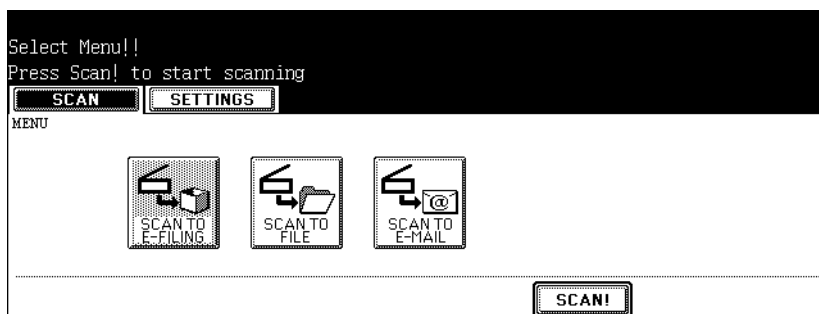 Select Menu!!
Press Scan! to start scanning
SCAN SETTINGS
MENU
SCAN TO
E-FILING
SCAN TO
FILE
@
SCAN TO
E-MAIL
SCAN!